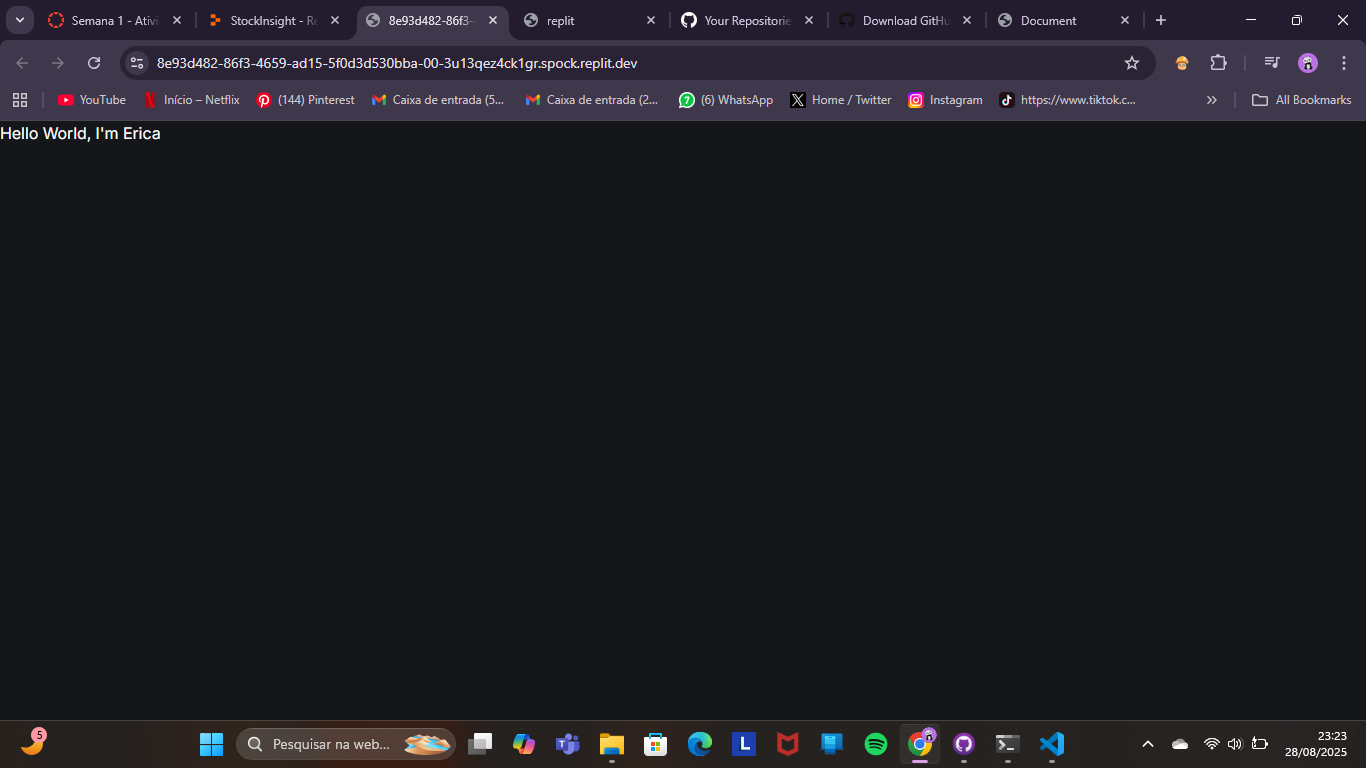 Semana 1 - Ativi
StockInsight - Re
8e93d482-86f3-
replit
Your Repositorie
Download GitHu
Document
8e93d482-86f3-4659-ad15-5f0d3d530bba-00-3u13qez4ck1gr.spock.replit.dev
YouTube
Início – Netflix
(144) Pinterest
Caixa de entrada (5...
Caixa de entrada (2...
7
(6) WhatsApp
Home / Twitter
Instagram
https://www.tiktok.c...
All Bookmarks
Hello World, I'm Erica
5
Pesquisar na web...
L
23:23
28/08/2025